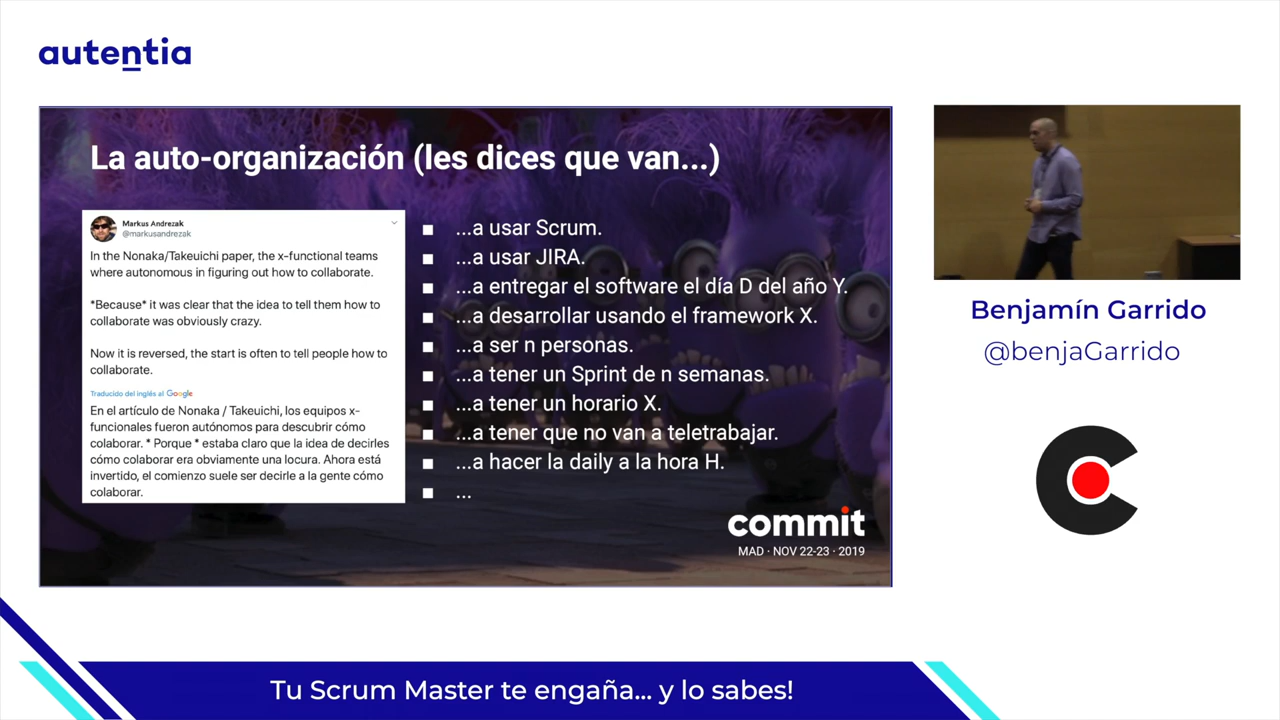 autentia
La auto-organización (les dices que van...)
Markus Andrezak
@markusandrezak
In the Nonaka/Takeuichi paper, the x-functional teams
where autonomous in figuring out how to collaborate.
*Because* it was clear that the idea to tell them how to
collaborate was obviously crazy.
Now it is reversed, the start is often to tell people how to
collaborate.
Traducido del inglés al Google
En el artículo de Nonaka / Takeuichi, los equipos x-
funcionales fueron autónomos para descubrir cómo
colaborar. * Porque * estaba claro que la idea de decirles
cómo colaborar era obviamente una locura. Ahora está
invertido, el comienzo suele ser decirle a la gente cómo
colaborar.
...a usar Scrum.
...a usar JIRA.
...a entregar el software el día D del año Y.
...a desarrollar usando el framework X.
...a ser n personas.
...a tener un Sprint de n semanas.
...a tener un horario X.
...a tener que no van a teletrabajar.
...a hacer la daily a la hora H.
...
commit
MAD · NOV 22-23 · 2019
Benjamín Garrido
@benjaGarrido
Tu Scrum Master te engaña... y lo sabes!